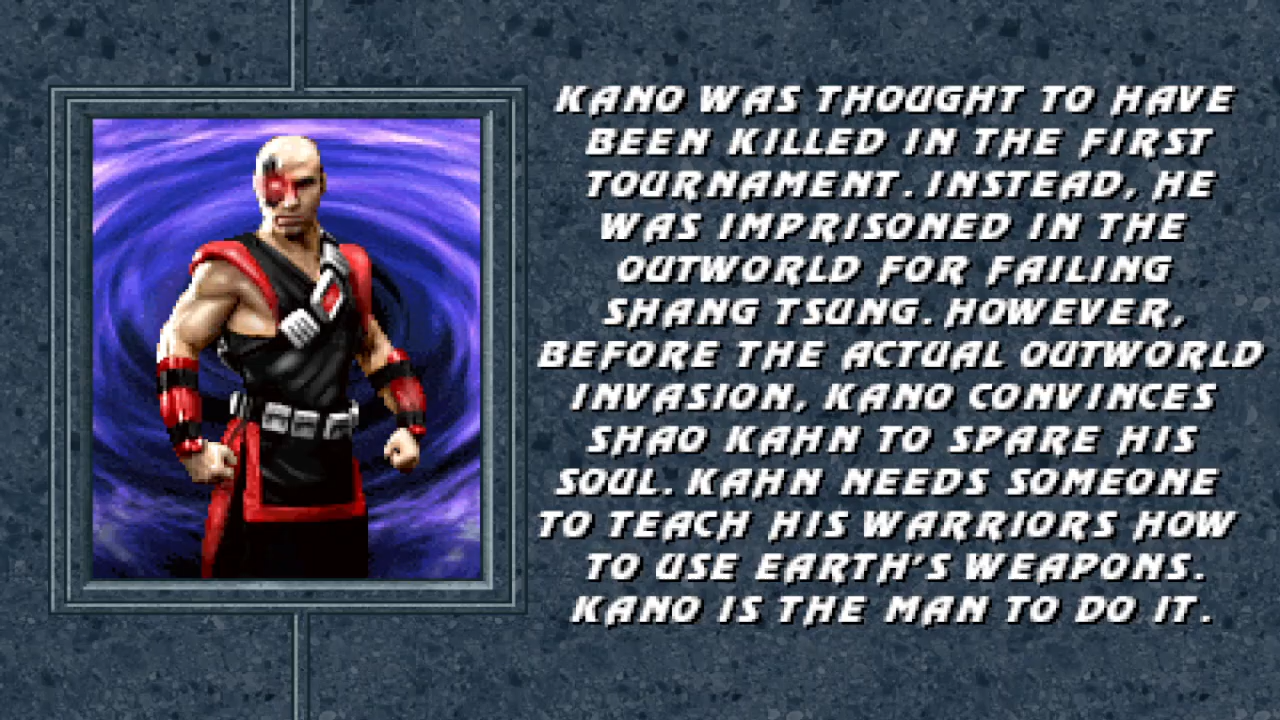 KANO WAS THOUGHT TO HAVE
BEEN KILLED IN THE FIRST
TOURNAMENT. INSTEAD, HE
WAS IMPRISONED IN THE
OUTWORLD FOR FAILING
SHANG TSUNG. HOWEVER,
BEFORE THE ACTUAL OUTWORLD
INVASION, KANO CONVINCES
SHAO KAHN TO SPARE HIS
SOUL. KAHN NEEDS SOMEONE
TO TEACH HIS WARRIORS HOW
TO USE EARTH'S WEAPONS.
KANO IS THE MAN TO DO IT.